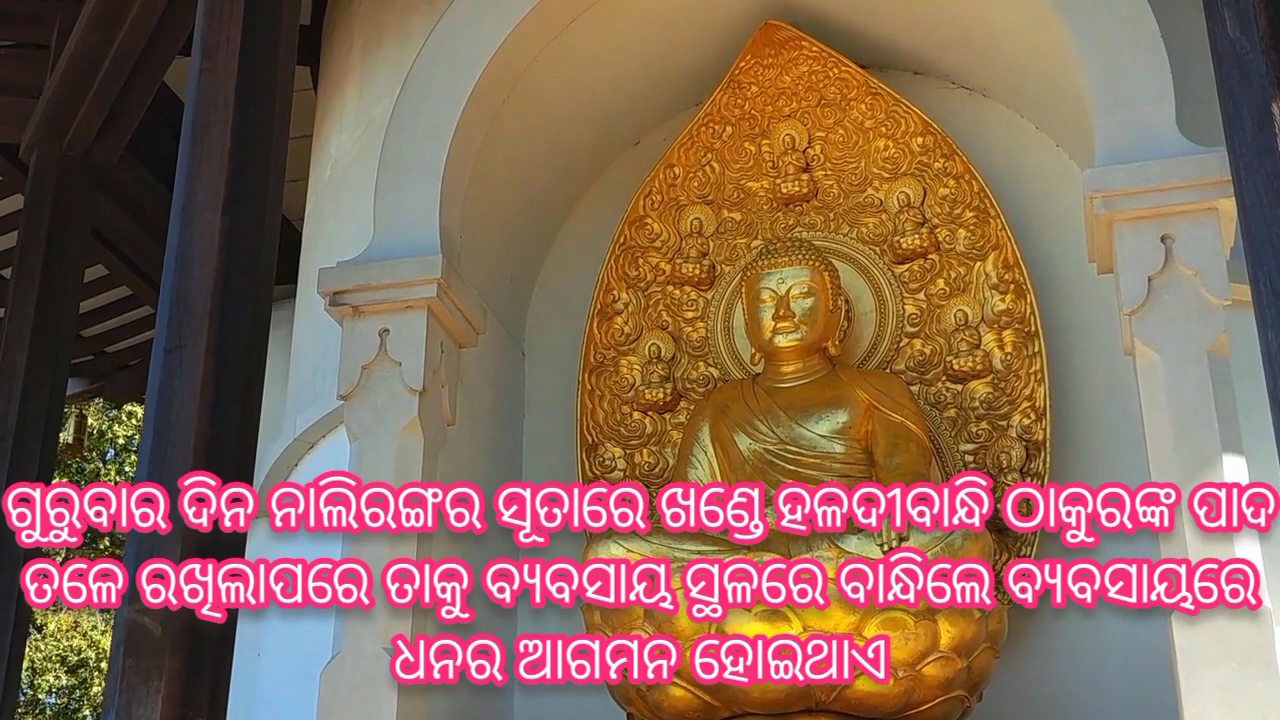 ଗୁରୁବାର ଦିନ ନାଲିରଙ୍ଗର ସୂତାରେ ଖଣ୍ଡେ ହଳଦୀବାନ୍ଧି ଠାକୁରଙ୍କ ପାଦ
ତଳେ ରଖିଲାପରେ ତାକୁ ବ୍ୟବସାୟ ସ୍ଥଳରେ ବାନ୍ଧିଲେ ବ୍ୟବସାୟରେ
ଧନର ଆଗମନ ହୋଇଥାଏ